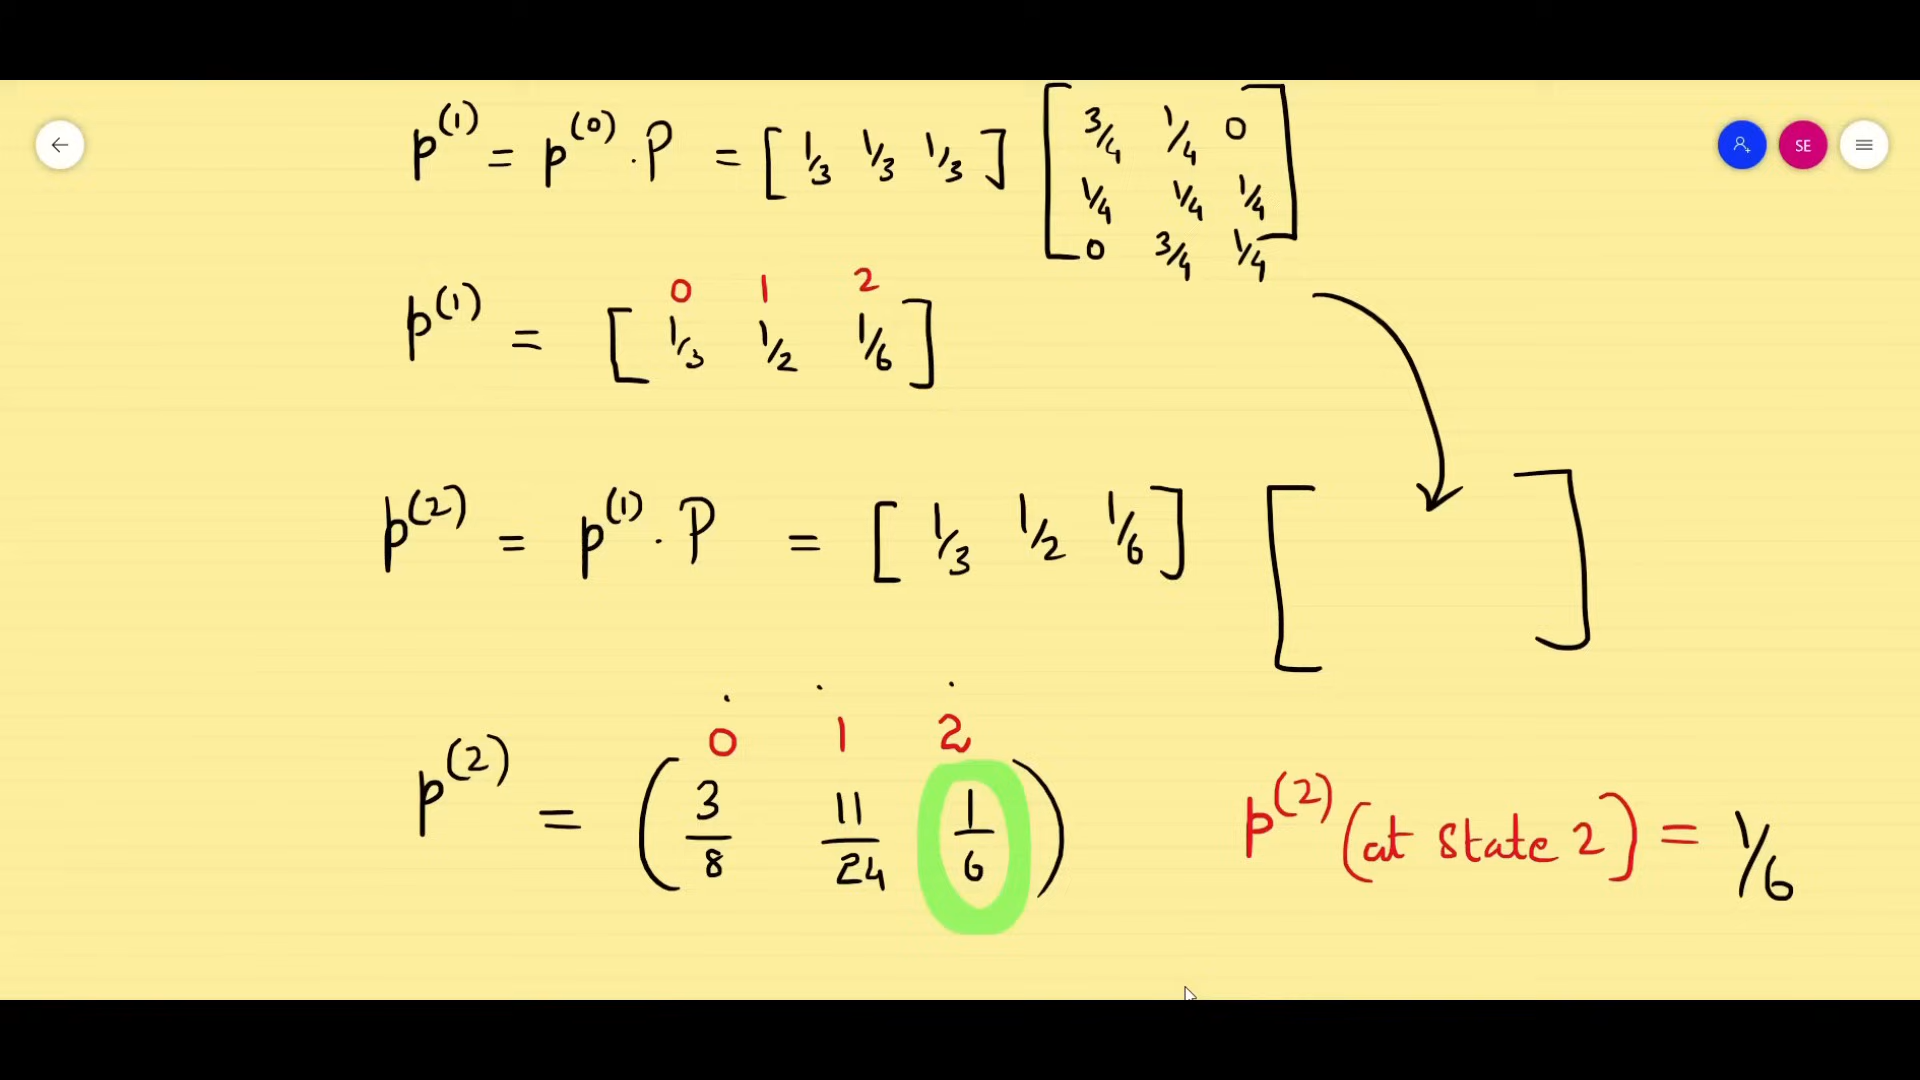 p^(1) = p^(0) . P = [ 1/3 1/3 1/3 ] [ 3/4 1/4 0
1/4 1/4 1/4
0 3/4 1/4 ]
SE
0 1 2
p^(1) = [ 1/3 1/2 1/6 ]
p^(2) = p^(1) . P = [ 1/3 1/2 1/6 ] [ ]
0 1 2
p^(2) = ( 3/8 11/24 1/6 )
p^(2) (at state 2) = 1/6